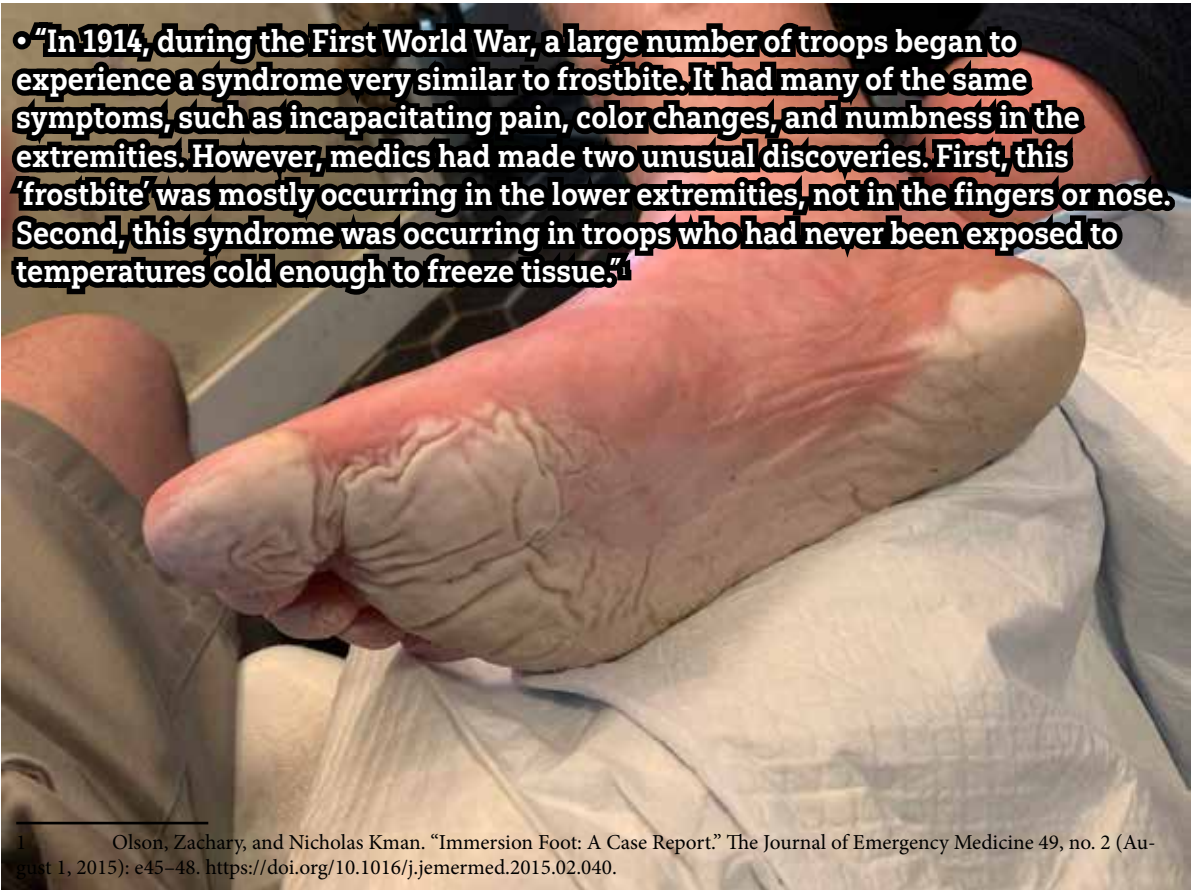 • “In 1914, during the First World War, a large number of troops began to
experience a syndrome very similar to frostbite. It had many of the same
symptoms, such as incapacitating pain, color changes, and numbness in the
extremities. However, medics had made two unusual discoveries. First, this
‘frostbite’ was mostly occurring in the lower extremities, not in the fingers or nose.
Second, this syndrome was occurring in troops who had never been exposed to
temperatures cold enough to freeze tissue.”1
1 Olson, Zachary, and Nicholas Kman. “Immersion Foot: A Case Report.” The Journal of Emergency Medicine 49, no. 2 (Au-
gust 1, 2015): e45–48. https://doi.org/10.1016/j.jemermed.2015.02.040.